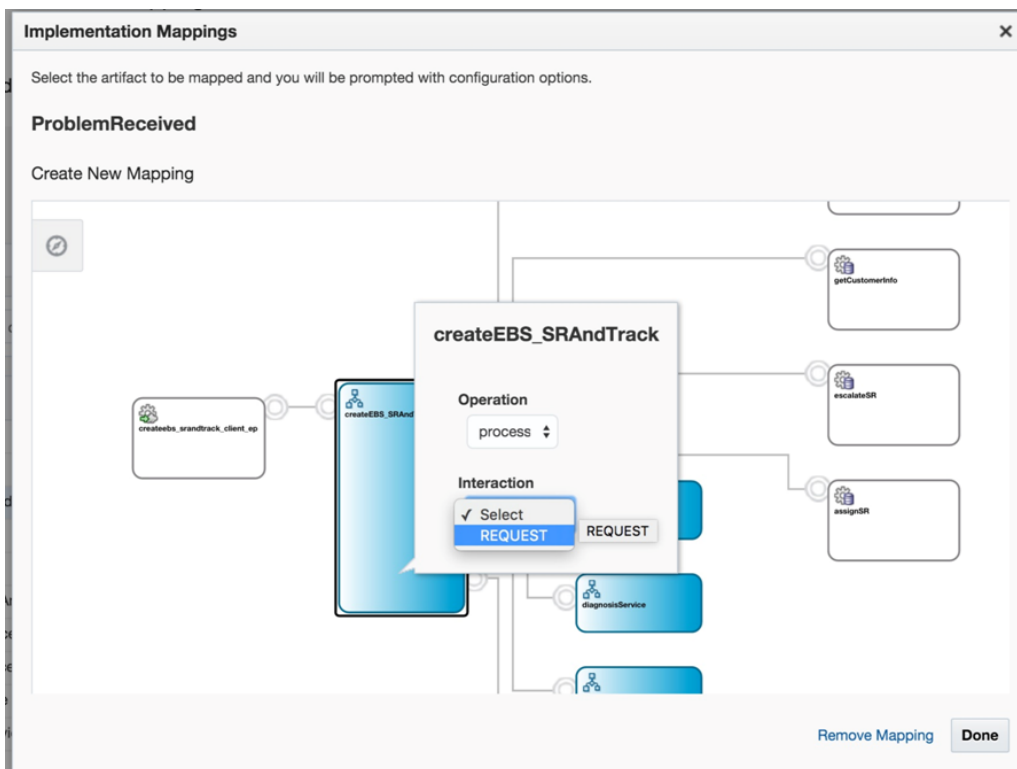 Implementation Mappings
Select the artifact to be mapped and you will be prompted with configuration options.
ProblemReceived
Create New Mapping
getCustomerInfo
createEBS_SRAndTrack
escalateSR
Operation
createebs_srandtrack_client_ep
createEBS_SRAnd
process
Interaction
Select
REQUEST
REQUEST
assignSR
diagnosisService
Remove Mapping
Done